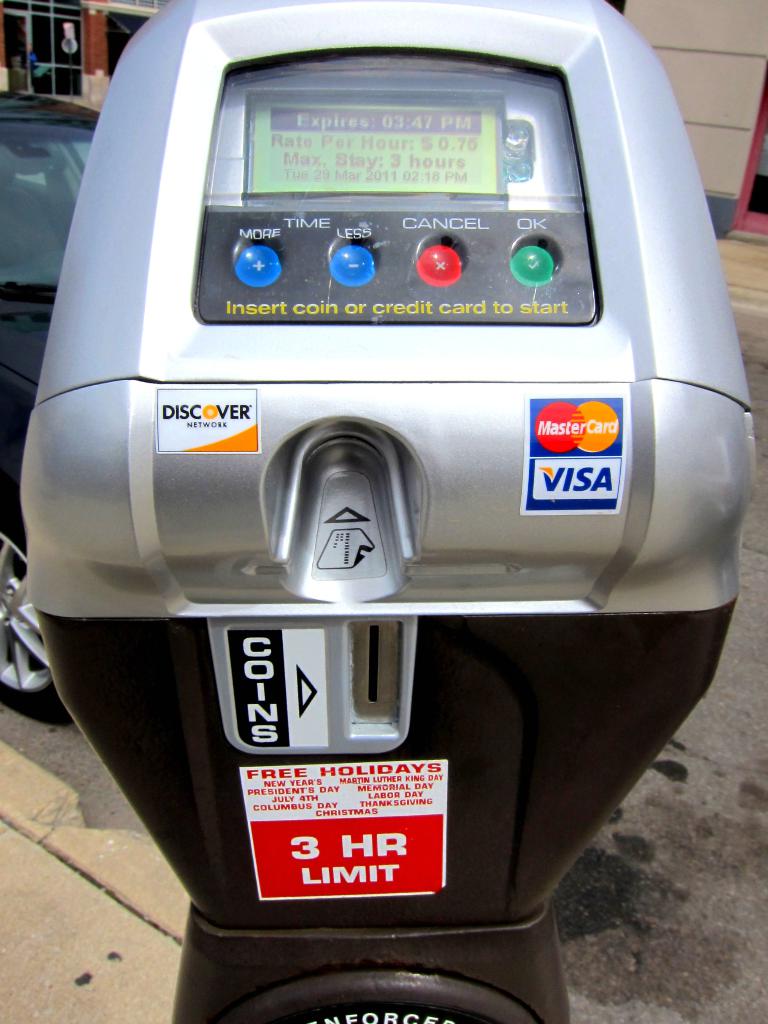 Expires: 03:47 PM
Rate Per Hour: $ 0.75
Max. Stay: 3 hours
Tue 29 Mar 2011 02:18 PM
TIME CANCEL OK
MORE LESS
+ - × ✓
Insert coin or credit card to start
DISCOVER
NETWORK
MasterCard
VISA
COINS
FREE HOLIDAYS
NEW YEAR'S MARTIN LUTHER KING DAY
PRESIDENT'S DAY MEMORIAL DAY
JULY 4TH LABOR DAY
COLUMBUS DAY THANKSGIVING
CHRISTMAS
3 HR
LIMIT
ENFORCED